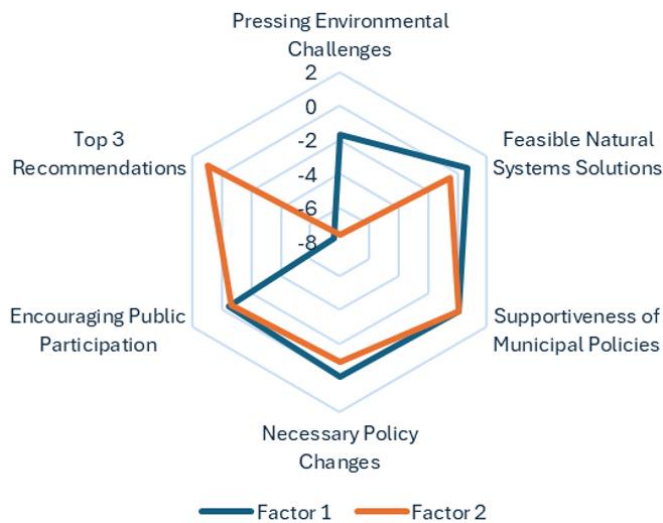 Pressing Environmental
Challenges
2
0
-2
-4
-6
-8
Top 3
Recommendations
Feasible Natural
Systems Solutions
Encouraging Public
Participation
Supportiveness of
Municipal Policies
Necessary Policy
Changes
Factor 1
Factor 2